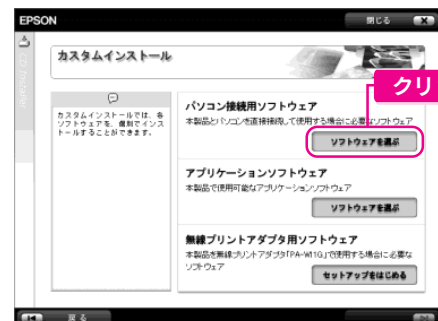 EPSON
閉じる
カスタムインストール
クリ
カスタムインストールでは、各
ソフトウェアを、個別でインス
トールすることができます。
パソコン接続用ソフトウェア
本製品とパソコンを直接接続して使用する場合に必要なソフトウェア
ソフトウェアを選ぶ
アプリケーションソフトウェア
本製品で使用可能なアプリケーションソフトウェア
ソフトウェアを選ぶ
無線プリントアダプタ用ソフトウェア
本製品を無線プリントアダプタ「PA-W11G」で使用する場合に必要な
ソフトウェア
セットアップをはじめる
戻る